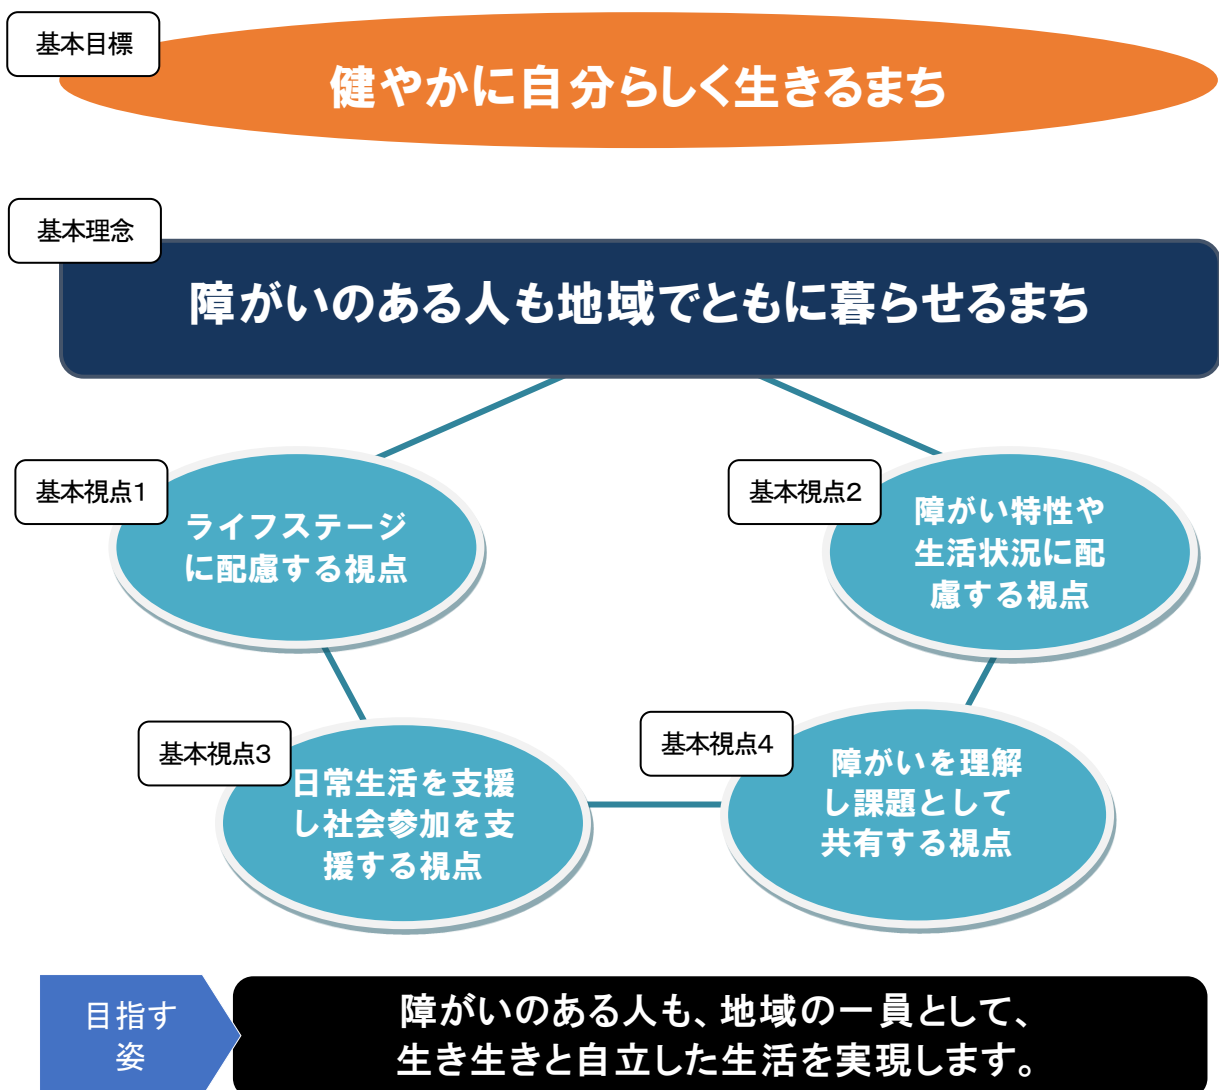 基本目標
健やかに自分らしく生きるまち
基本理念
障がいのある人も地域でともに暮らせるまち
基本視点1
ライフステージ
に配慮する視点
基本視点2
障がい特性や
生活状況に配
慮する視点
基本視点3
日常生活を支援
し社会参加を支
援する視点
基本視点4
障がいを理解
し課題として
共有する視点
目指す
姿
障がいのある人も、地域の一員として、
生き生きと自立した生活を実現します。